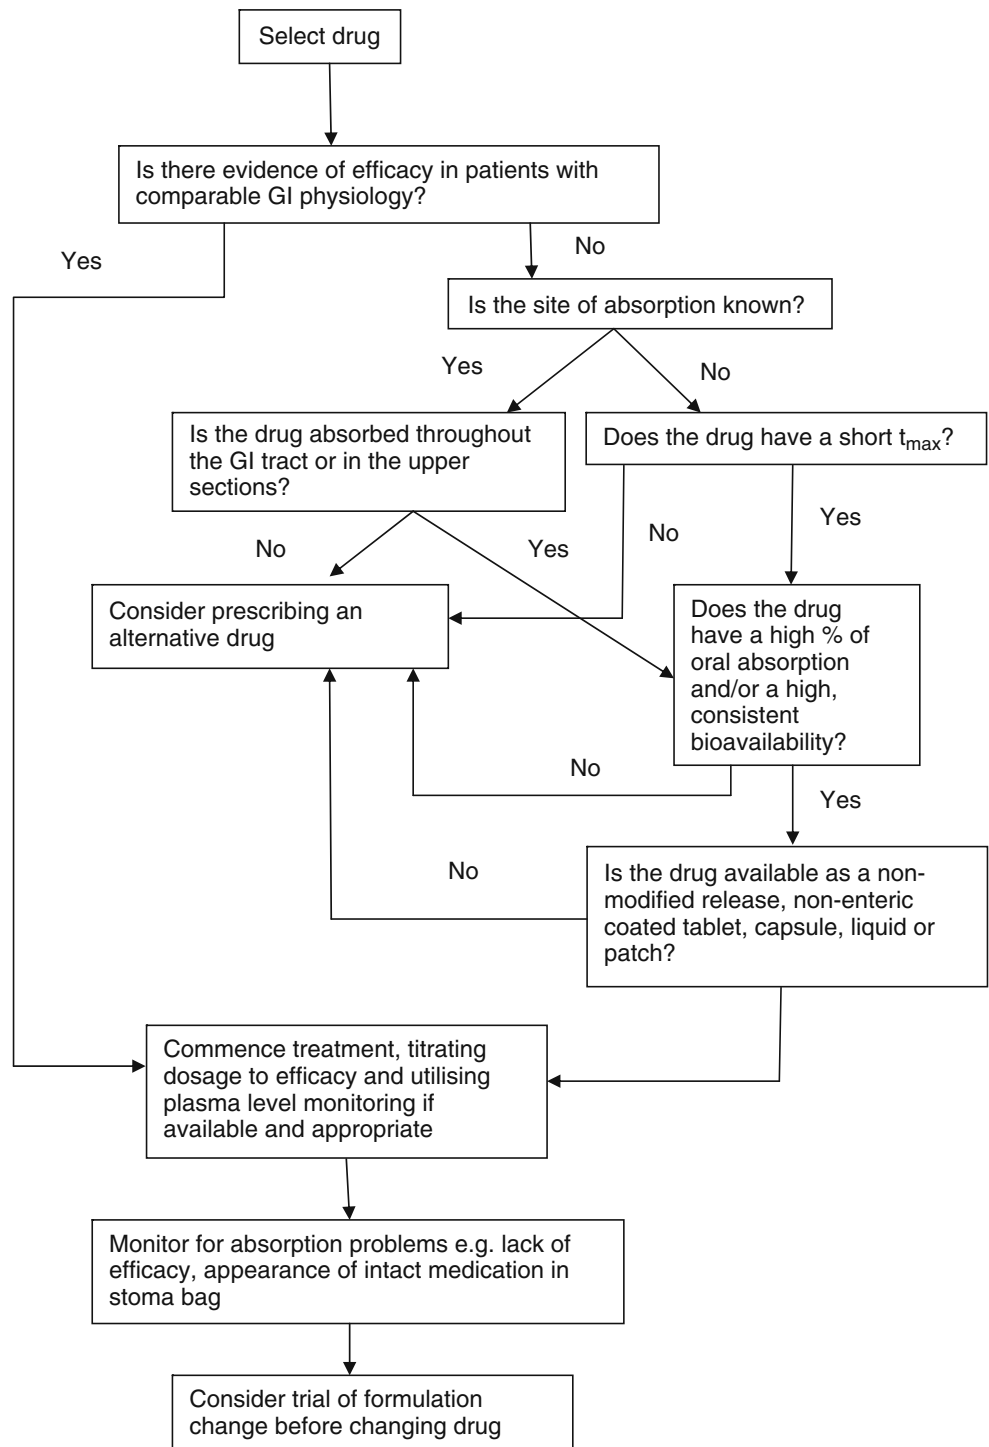 Select drug
Is there evidence of efficacy in patients with
comparable GI physiology?
Yes
No
Is the site of absorption known?
Yes
No
Is the drug absorbed throughout
the GI tract or in the upper
sections?
Does the drug have a short tmax?
No
Yes
No
Yes
Consider prescribing an
alternative drug
Does the drug
have a high % of
oral absorption
and/or a high,
consistent
bioavailability?
No
Yes
No
Is the drug available as a non-
modified release, non-enteric
coated tablet, capsule, liquid or
patch?
Commence treatment, titrating
dosage to efficacy and utilising
plasma level monitoring if
available and appropriate
Monitor for absorption problems e.g. lack of
efficacy, appearance of intact medication in
stoma bag
Consider trial of formulation
change before changing drug